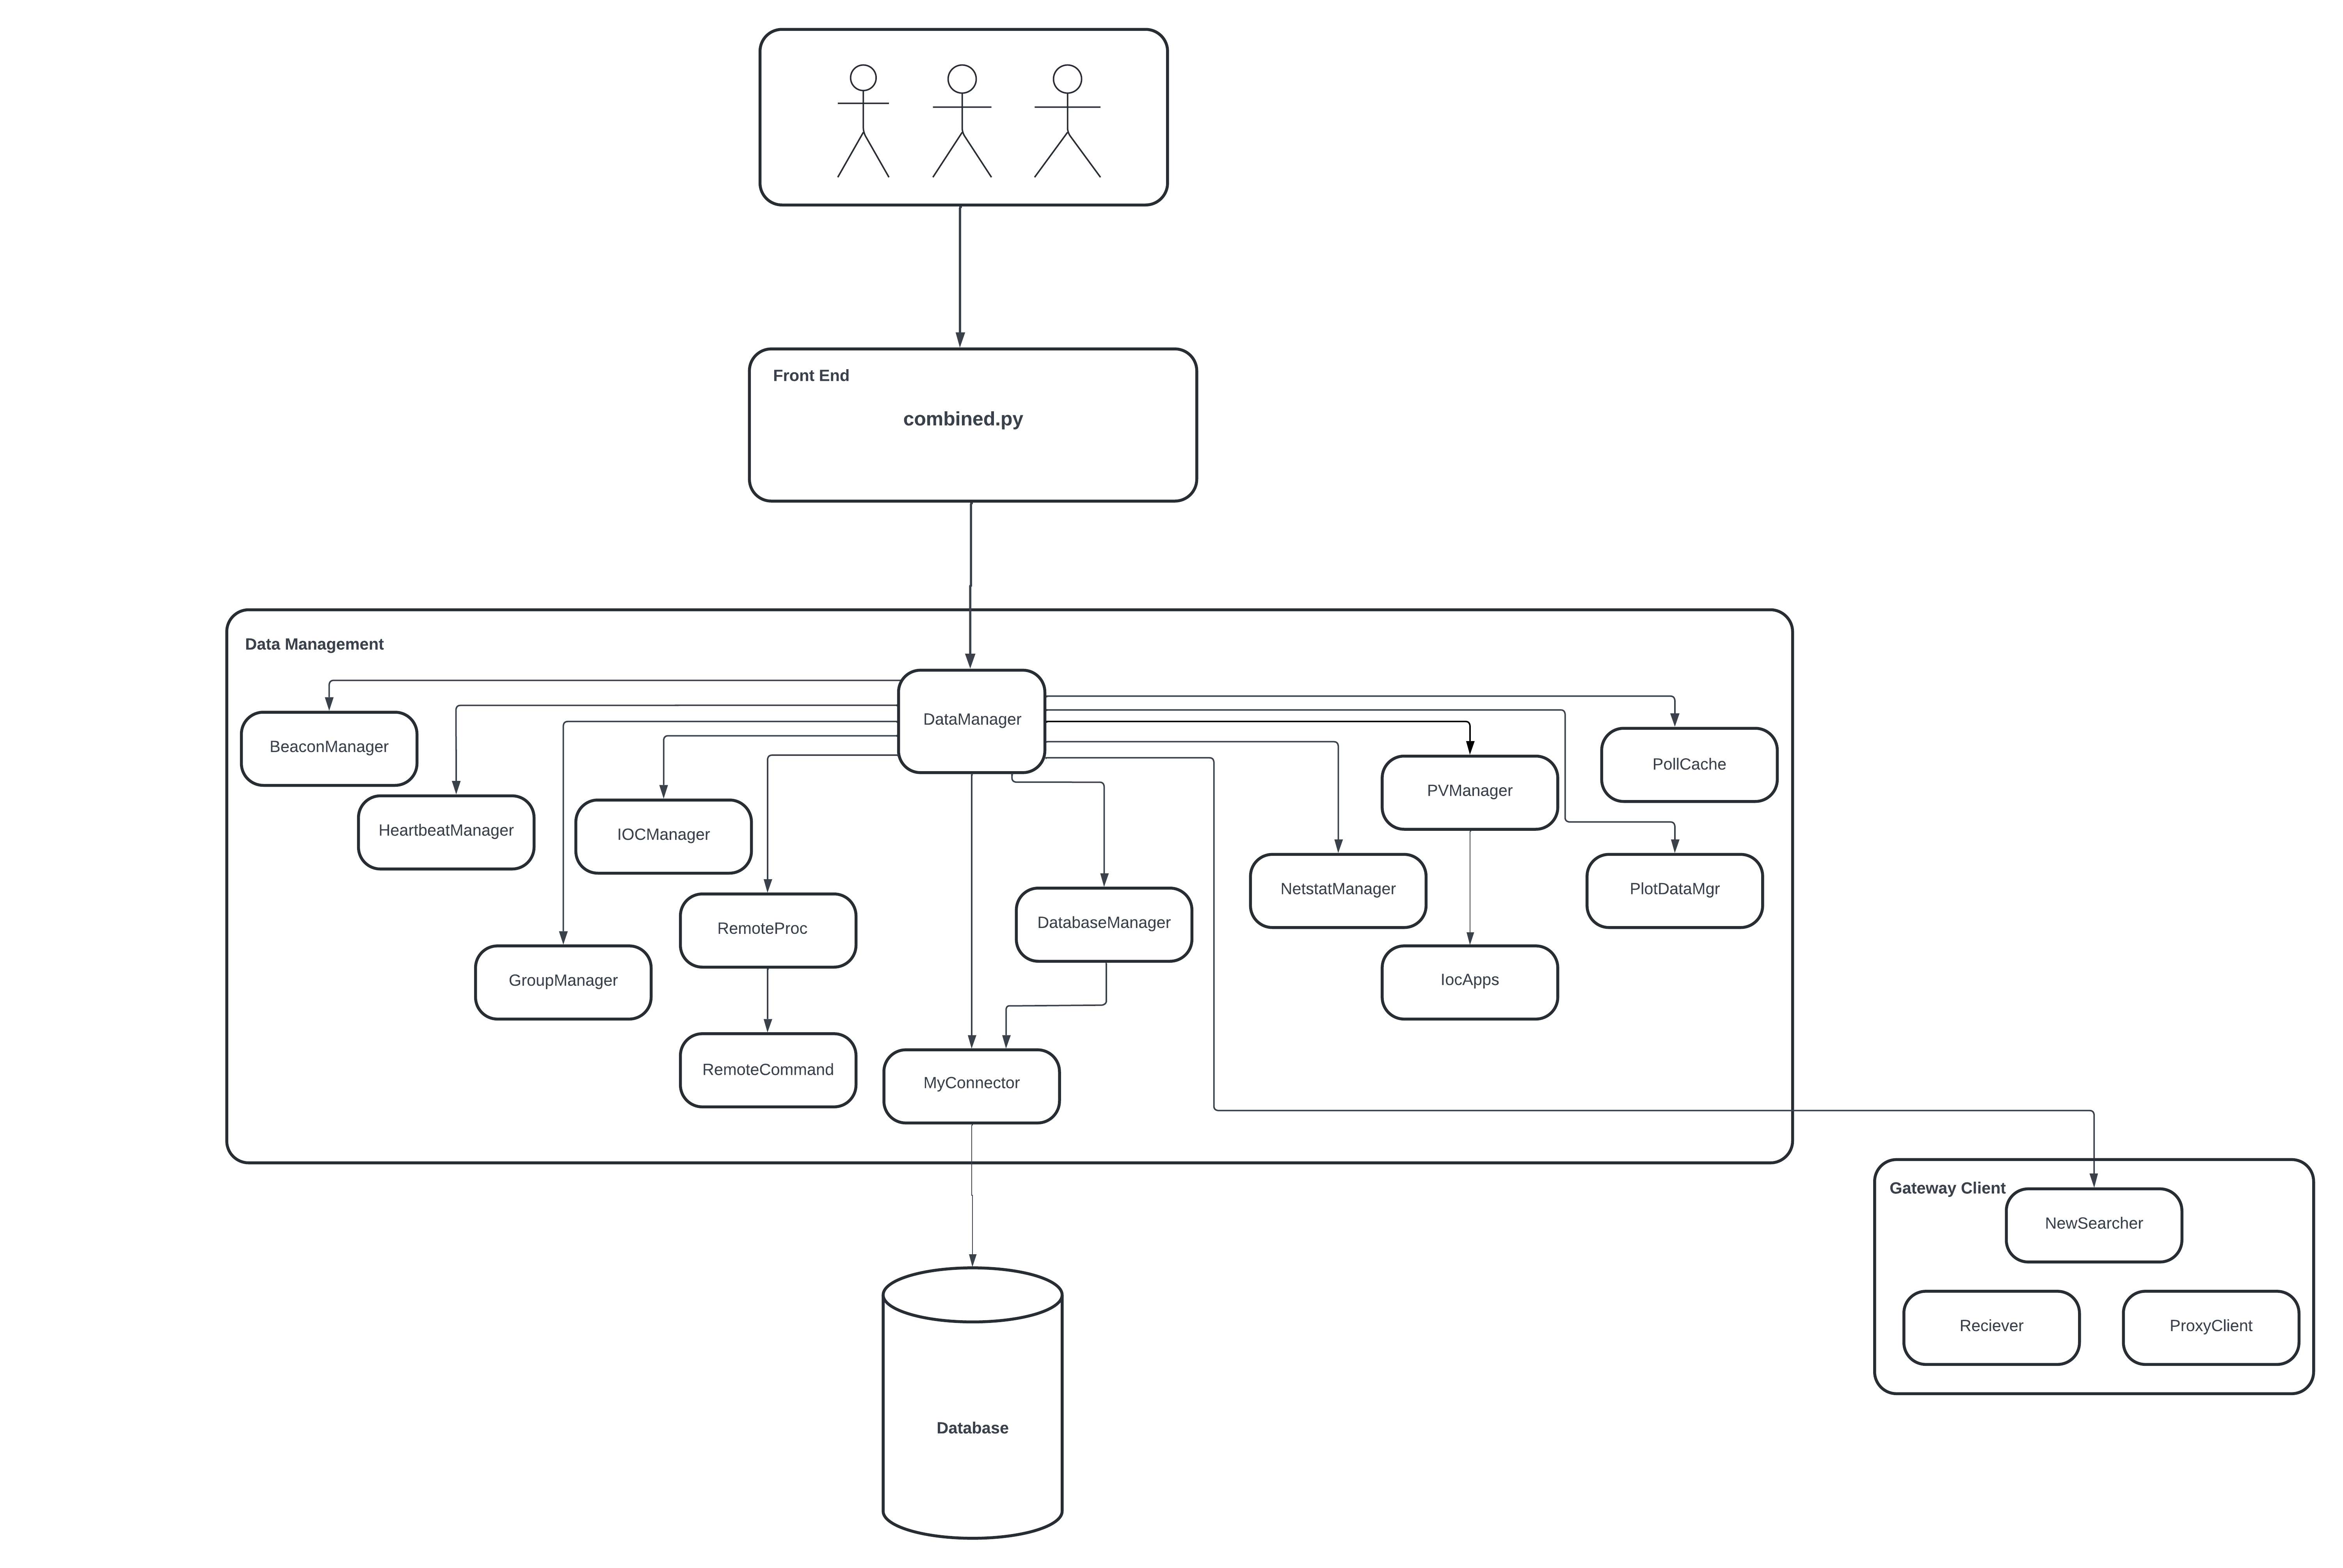 Front End
combined.py
Data Management
DataManager
BeaconManager
PollCache
PVManager
HeartbeatManager
IOCManager
NetstatManager
PlotDataMgr
RemoteProc
DatabaseManager
GroupManager
IocApps
RemoteCommand
MyConnector
Gateway Client
NewSearcher
Reciever
ProxyClient
Database